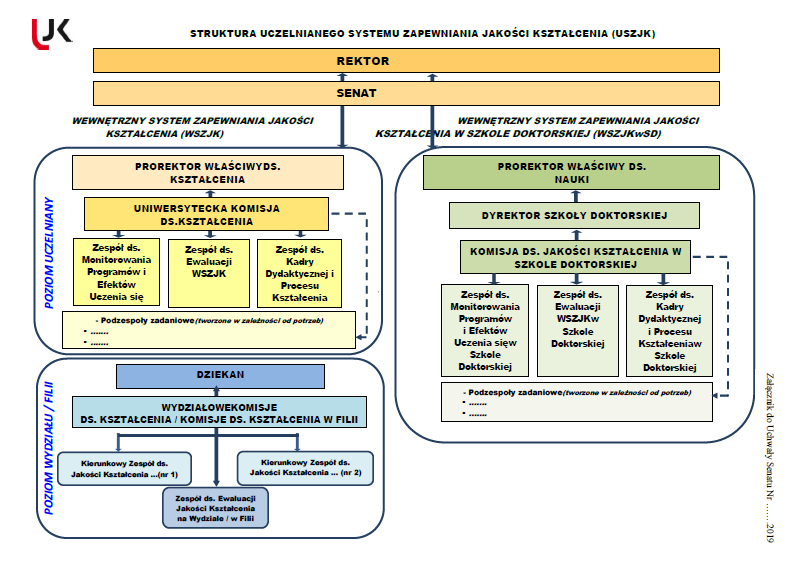 UJK
STRUKTURA UCZELNIANEGO SYSTEMU ZAPEWNIANIA JAKOŚCI KSZTAŁCENIA (USZJK)
REKTOR
SENAT
WEWNĘTRZNY SYSTEM ZAPEWNIANIA JAKOŚCI
KSZTAŁCENIA (WSZJK)
WEWNĘTRZNY SYSTEM ZAPEWNIANIA JAKOŚCI
KSZTAŁCENIA W SZKOLE DOKTORSKIEJ (WSZJKwSD)
POZIOM UCZELNIANY
PROREKTOR WŁAŚCIWYDS.
KSZTAŁCENIA
UNIWERSYTECKA KOMISJA
DS.KSZTAŁCENIA
Zespół ds.
Monitorowania
Programów i
Efektów
Uczenia się
Zespół ds.
Ewaluacji
WSZJK
Zespół ds.
Kadry
Dydaktycznej i
Procesu
Kształcenia
- Podzespoły zadaniowe(tworzone w zależności od potrzeb)
- .......
- .......
POZIOM WYDZIAŁU / FILII
DZIEKAN
WYDZIAŁOWEKOMISJE
DS. KSZTAŁCENIA / KOMISJE DS. KSZTAŁCENIA W FILII
Kierunkowy Zespół ds.
Jakości Kształcenia ...(nr 1)
Kierunkowy Zespół ds.
Jakości Kształcenia ... (nr 2)
Zespół ds. Ewaluacji
Jakości Kształcenia
na Wydziale / w Filii
PROREKTOR WŁAŚCIWY DS.
NAUKI
DYREKTOR SZKOŁY DOKTORSKIEJ
KOMISJA DS. JAKOŚCI KSZTAŁCENIA W
SZKOLE DOKTORSKIEJ
Zespół ds.
Monitorowania
Programów
i Efektów
Uczenia sięw
Szkole
Doktorskiej
Zespół ds.
Ewaluacji
WSZJKw
Szkole
Doktorskiej
Zespół ds.
Kadry
Dydaktycznej
i Procesu
Kształceniaw
Szkole
Doktorskiej
- Podzespoły zadaniowe(tworzone w zależności od potrzeb)
- .......
- .......
Załącznik do Uchwały Senatu Nr .......2019